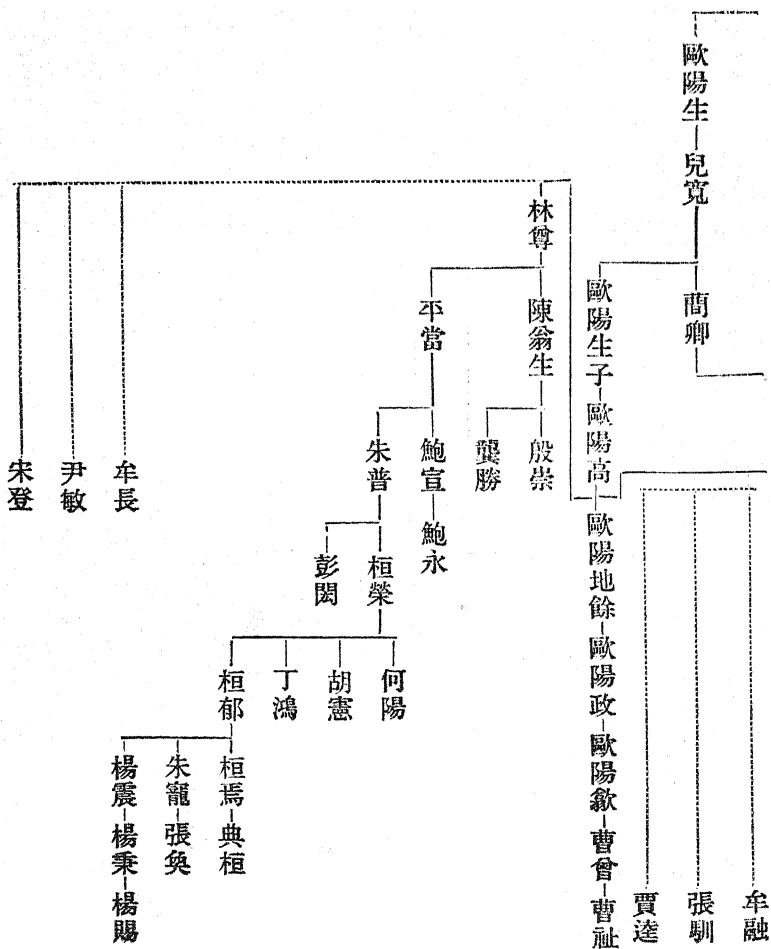 歐陽生
兒寬
蕑卿
歐陽生子
歐陽高
歐陽地餘
歐陽政
歐陽歙
曹曾
曹祉
牟融
張馴
賈逵
林尊
陳翁生
殷崇
龔勝
平當
鮑宣
鮑永
朱普
桓榮
彭閎
何陽
胡憲
丁鴻
桓郁
桓焉
典桓
朱寵
張奐
楊震
楊秉
楊賜
牟長
尹敏
宋登